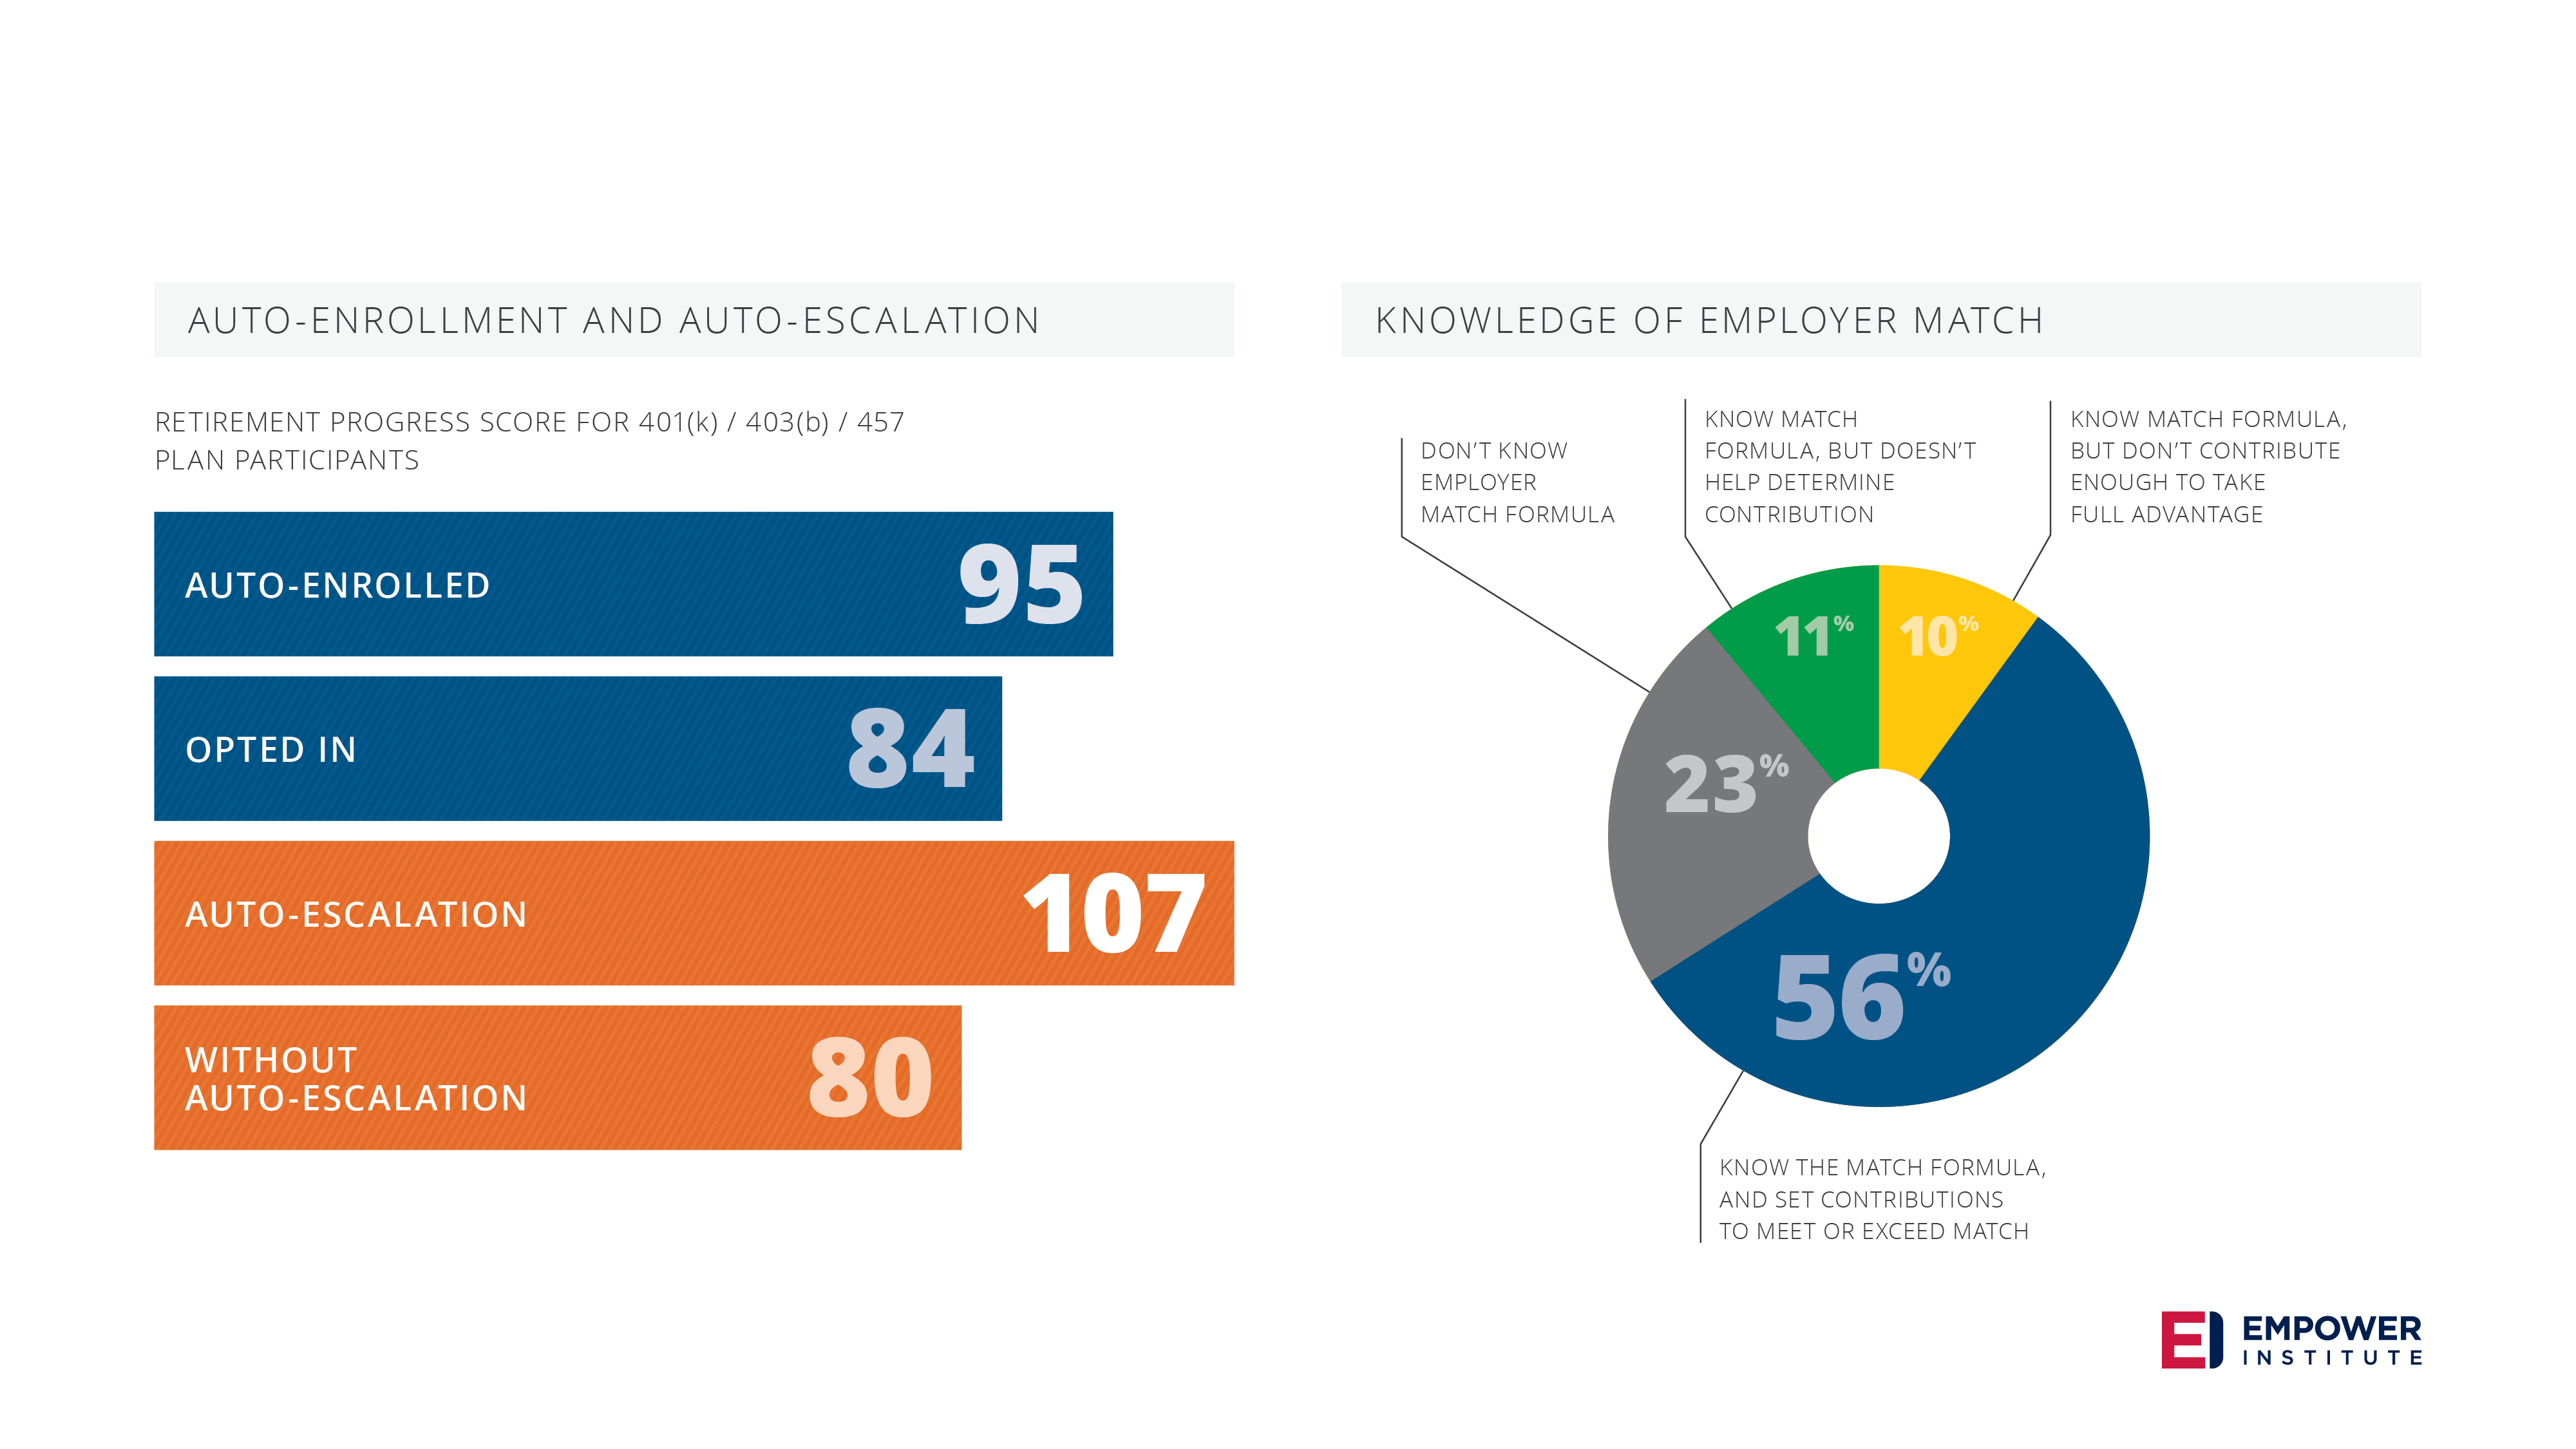 AUTO-ENROLLMENT AND AUTO-ESCALATION
RETIREMENT PROGRESS SCORE FOR 401(k) / 403(b) / 457
PLAN PARTICIPANTS
AUTO-ENROLLED 95
OPTED IN 84
AUTO-ESCALATION 107
WITHOUT
AUTO-ESCALATION 80
KNOWLEDGE OF EMPLOYER MATCH
DON’T KNOW
EMPLOYER
MATCH FORMULA
KNOW MATCH
FORMULA, BUT DOESN’T
HELP DETERMINE
CONTRIBUTION
KNOW MATCH FORMULA,
BUT DON’T CONTRIBUTE
ENOUGH TO TAKE
FULL ADVANTAGE
11%
10%
23%
56%
KNOW THE MATCH FORMULA,
AND SET CONTRIBUTIONS
TO MEET OR EXCEED MATCH
EI EMPOWER
INSTITUTE